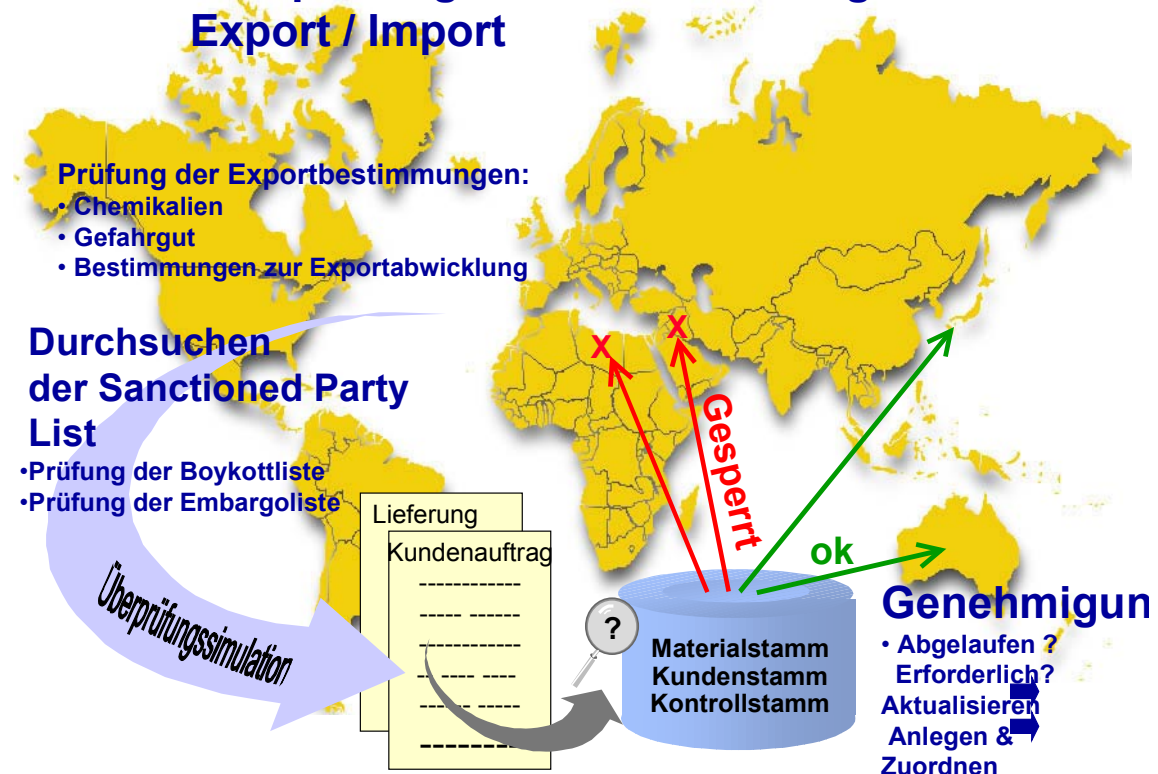 Export / Import
Prüfung der Exportbestimmungen:
• Chemikalien
• Gefahrgut
• Bestimmungen zur Exportabwicklung
Durchsuchen
der Sanctioned Party
List
•Prüfung der Boykottliste
•Prüfung der Embargoliste
Überprüfungssimulation
Lieferung
Kundenauftrag
------------
----- -----
------------
-- ---- ----
------ -----
---------
?
X
X
Gesperrt
ok
Materialstamm
Kundenstamm
Kontrollstamm
Genehmigun
• Abgelaufen ?
Erforderlich?
Aktualisieren
Anlegen &
Zuordnen